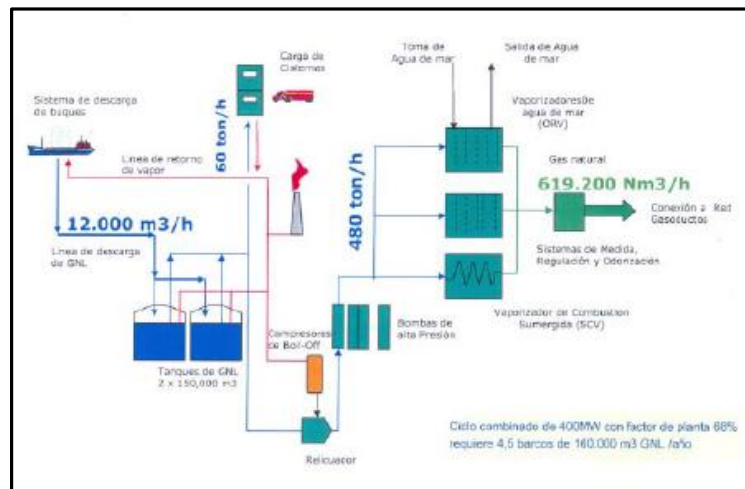 Toma de
Agua de mar
Salida de Agua
de mar
Carga de
Cisternas
Sistema de descarga
de buques
60 ton/h
Vaporizadores de
agua de mar
(ORV)
Linea de retorno
de vapor
480 ton/h
Gas natural
619.200 Nm3/h
12.000 m3/h
Conexión a Red
Gasoductos
Linea de descarga
de GNL
Sistemas de Medida,
Regulación y Odorización
Compresores
de Boil-Off
Bombas de
alta Presión
Vaporizador de Combustion
Sumergida (SCV)
Tanques de GNL
2 x 150,000 m3
Relicuador
Ciclo combinado de 400MW con factor de planta 68%
requiere 4,5 barcos de 160.000 m3 GNL /año